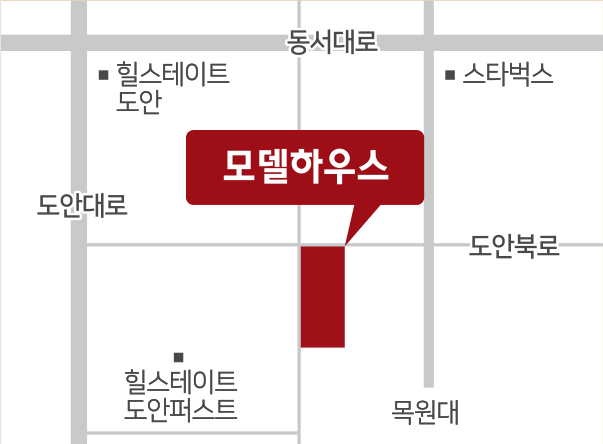 동서대로
힐스테이트
도안
스타벅스
모델하우스
도안대로
도안북로
힐스테이트
도안퍼스트
목원대